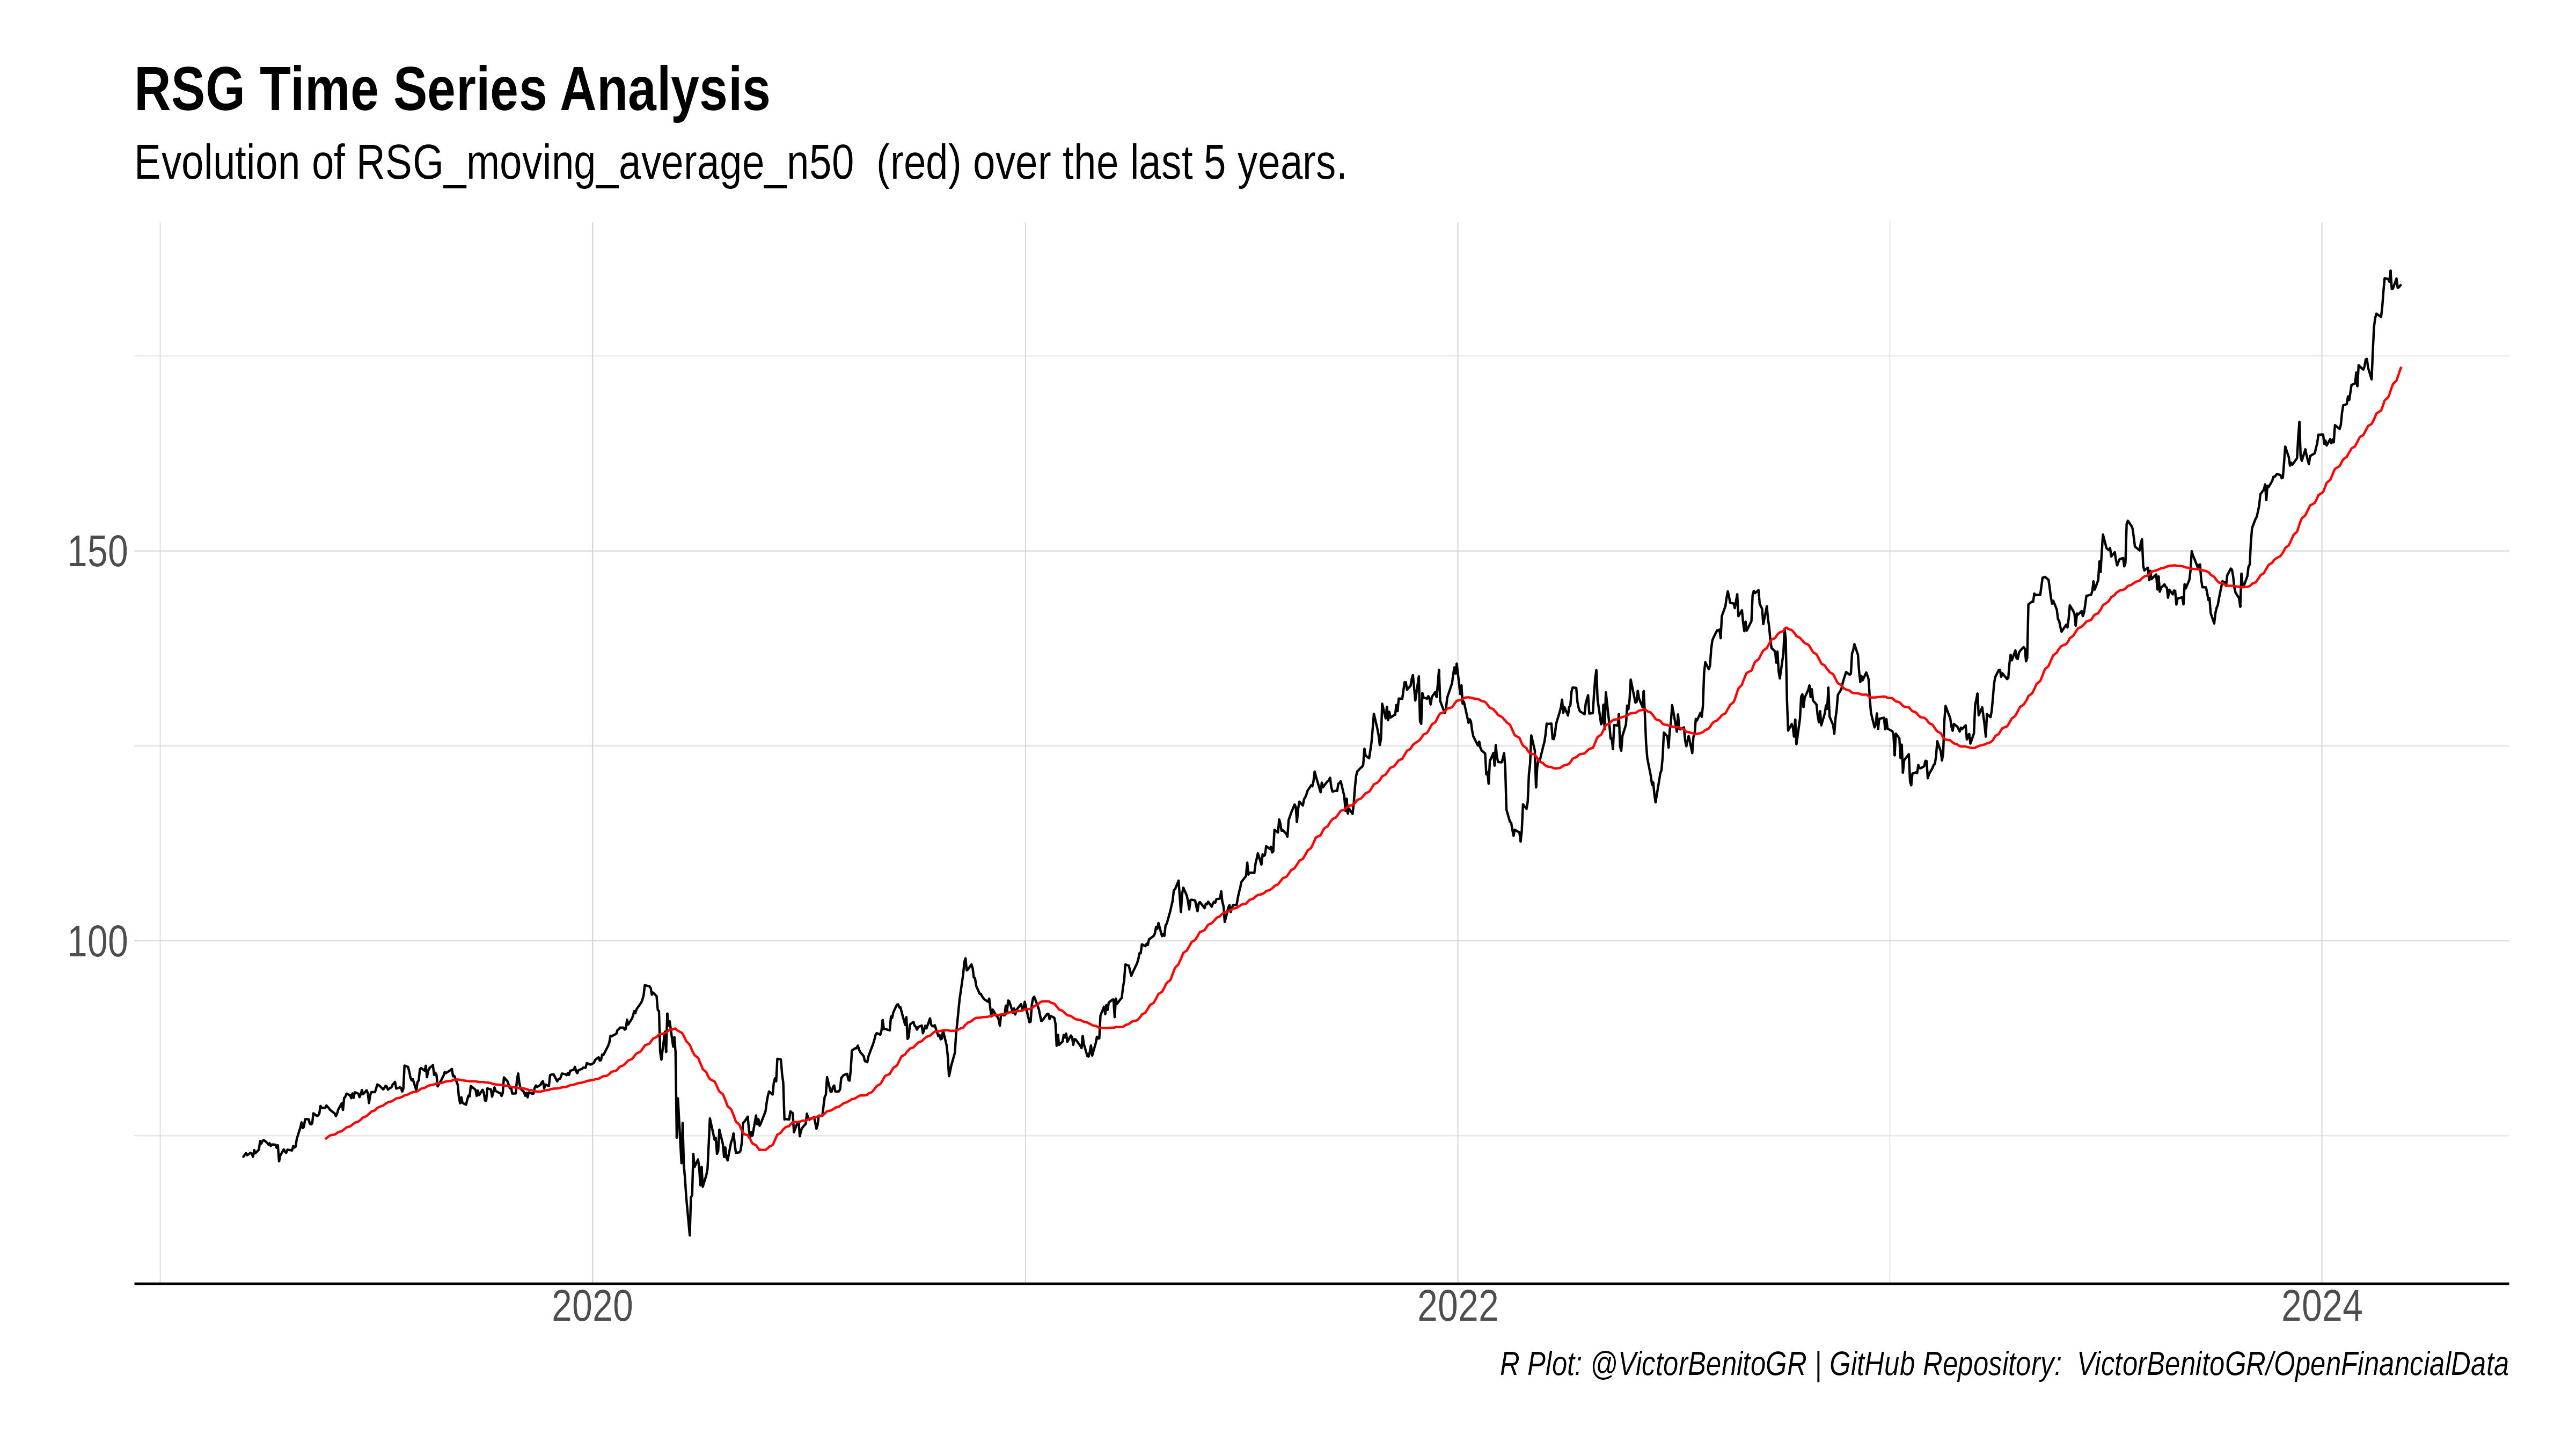 RSG Time Series Analysis
Evolution of RSG_moving_average_n50  (red) over the last 5 years.
150
100
2020 2022 2024
R Plot: @VictorBenitoGR | GitHub Repository:  VictorBenitoGR/OpenFinancialData